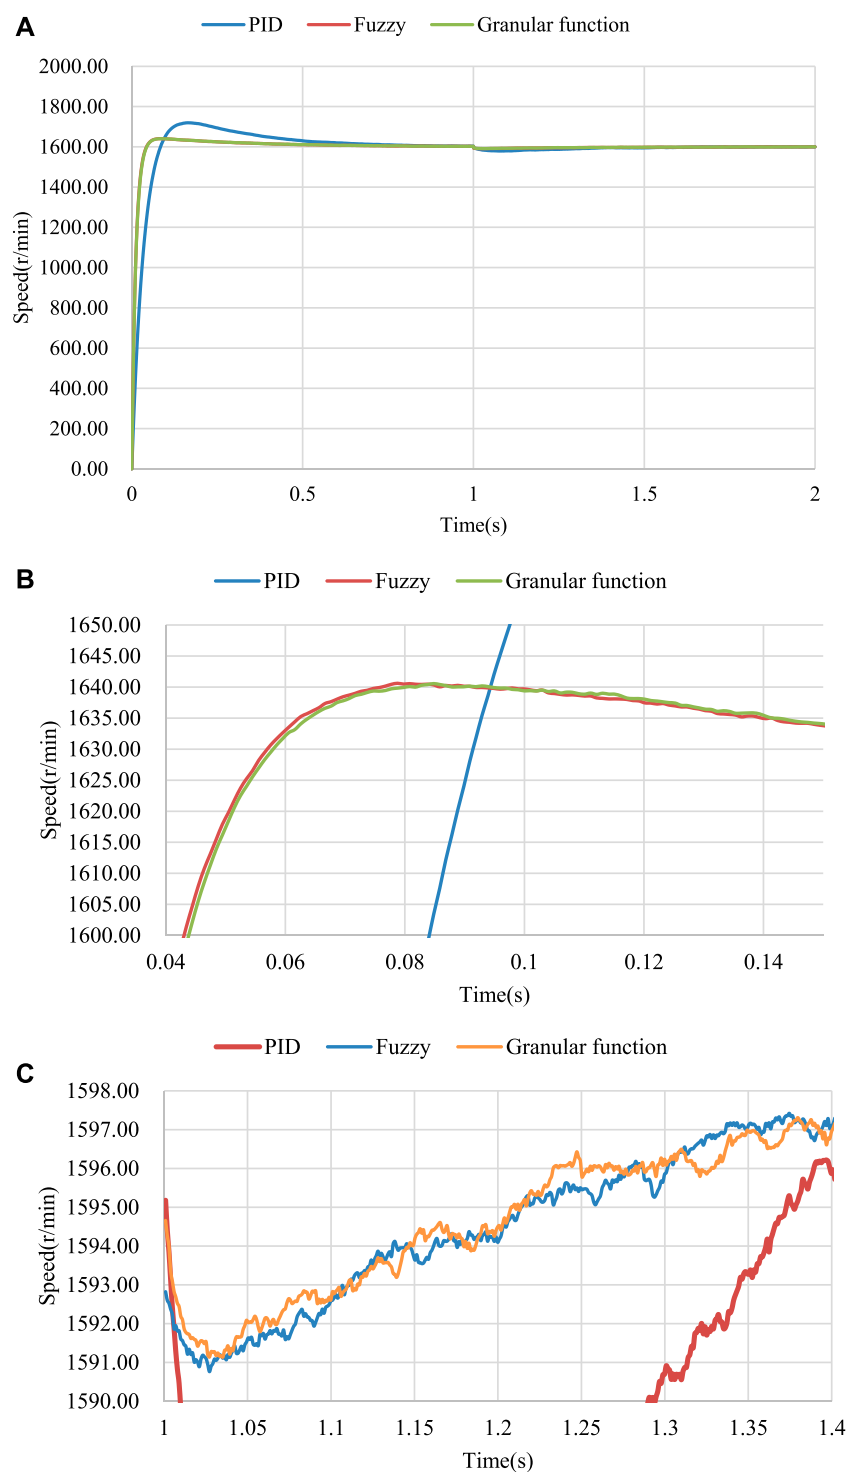 A
PID Fuzzy Granular function
2000.00
1800.00
1600.00
1400.00
1200.00
1000.00
800.00
600.00
400.00
200.00
0.00
Speed(r/min)
0 0.5 1 1.5 2
Time(s)
B
PID Fuzzy Granular function
1650.00
1645.00
1640.00
1635.00
1630.00
1625.00
1620.00
1615.00
1610.00
1605.00
1600.00
Speed(r/min)
0.04 0.06 0.08 0.1 0.12 0.14
Time(s)
C
PID Fuzzy Granular function
1598.00
1597.00
1596.00
1595.00
1594.00
1593.00
1592.00
1591.00
1590.00
Speed(r/min)
1 1.05 1.1 1.15 1.2 1.25 1.3 1.35 1.4
Time(s)